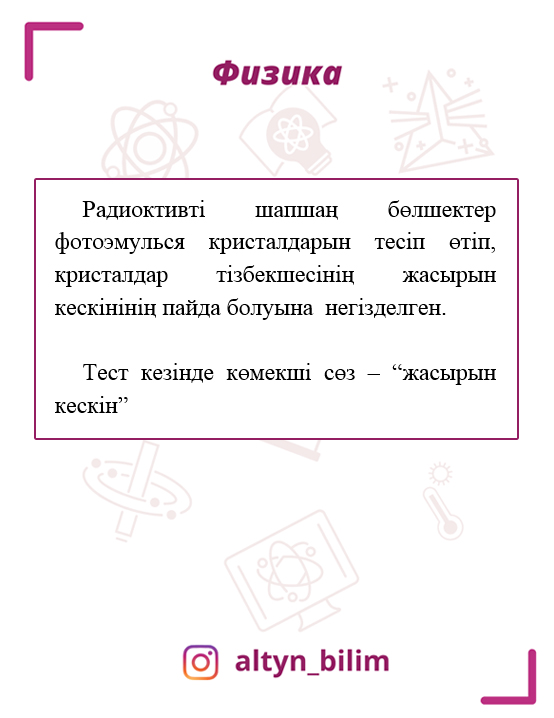 Физика
Радиоктивті шапшаң бөлшектер
фотоэмулься кристалдарын тесіп өтіп,
кристалдар тізбекшесінің жасырын
кескінінің пайда болуына негізделген.
Тест кезінде көмекші сөз – “жасырын
кескін”
altyn_bilim